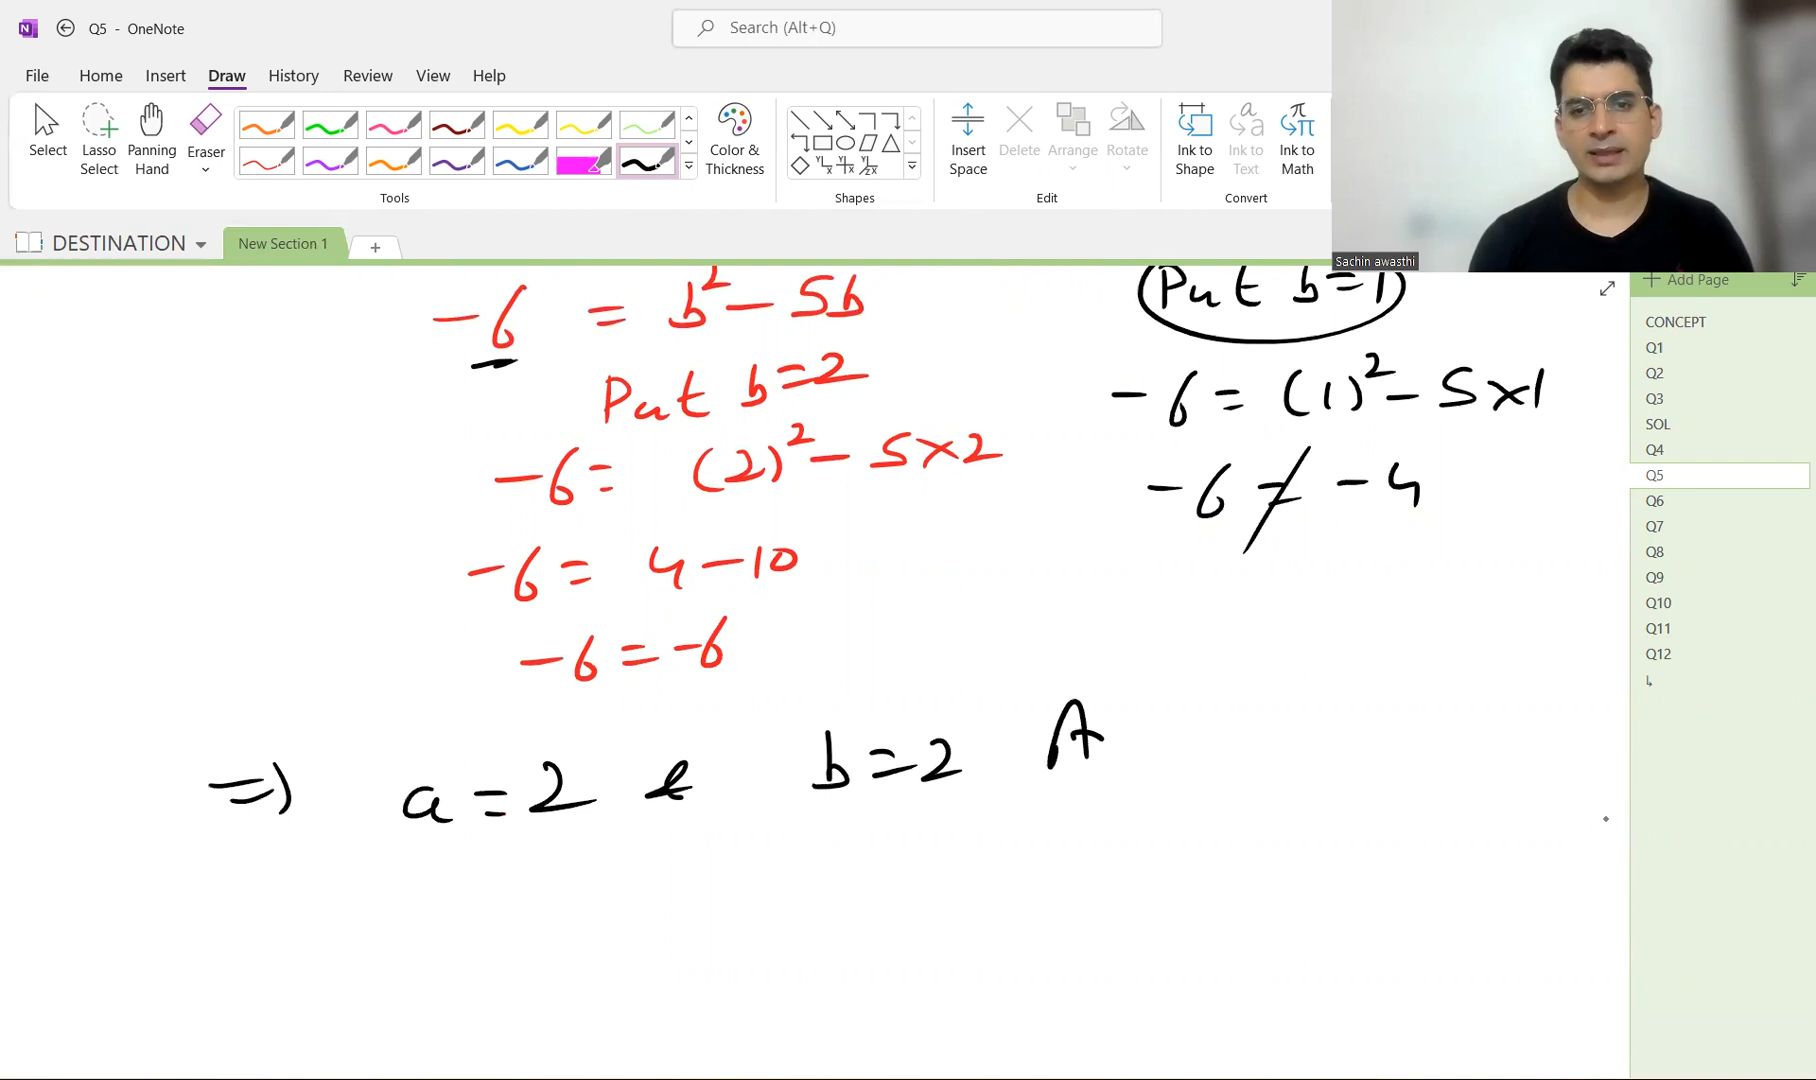 Q5 - OneNote
Search (Alt+Q)
File Home Insert Draw History Review View Help
Select
Lasso Select
Panning Hand
Eraser
Color & Thickness
Insert Space
Delete
Arrange
Rotate
Ink to Shape
Ink to Text
Ink to Math
Tools
Shapes
Edit
Convert
Sachin awasthi
DESTINATION
New Section 1
Add Page
CONCEPT
Q1
Q2
Q3
SOL
Q4
Q5
Q6
Q7
Q8
Q9
Q10
Q11
Q12
-6 = b² - 5b
Put b=2
-6 = (2)² - 5×2
-6 = 4 - 10
-6 = -6
(Put b=1)
-6 = (1)² - 5×1
-6 ≠ -4
⇒ a = 2 & b = 2 A